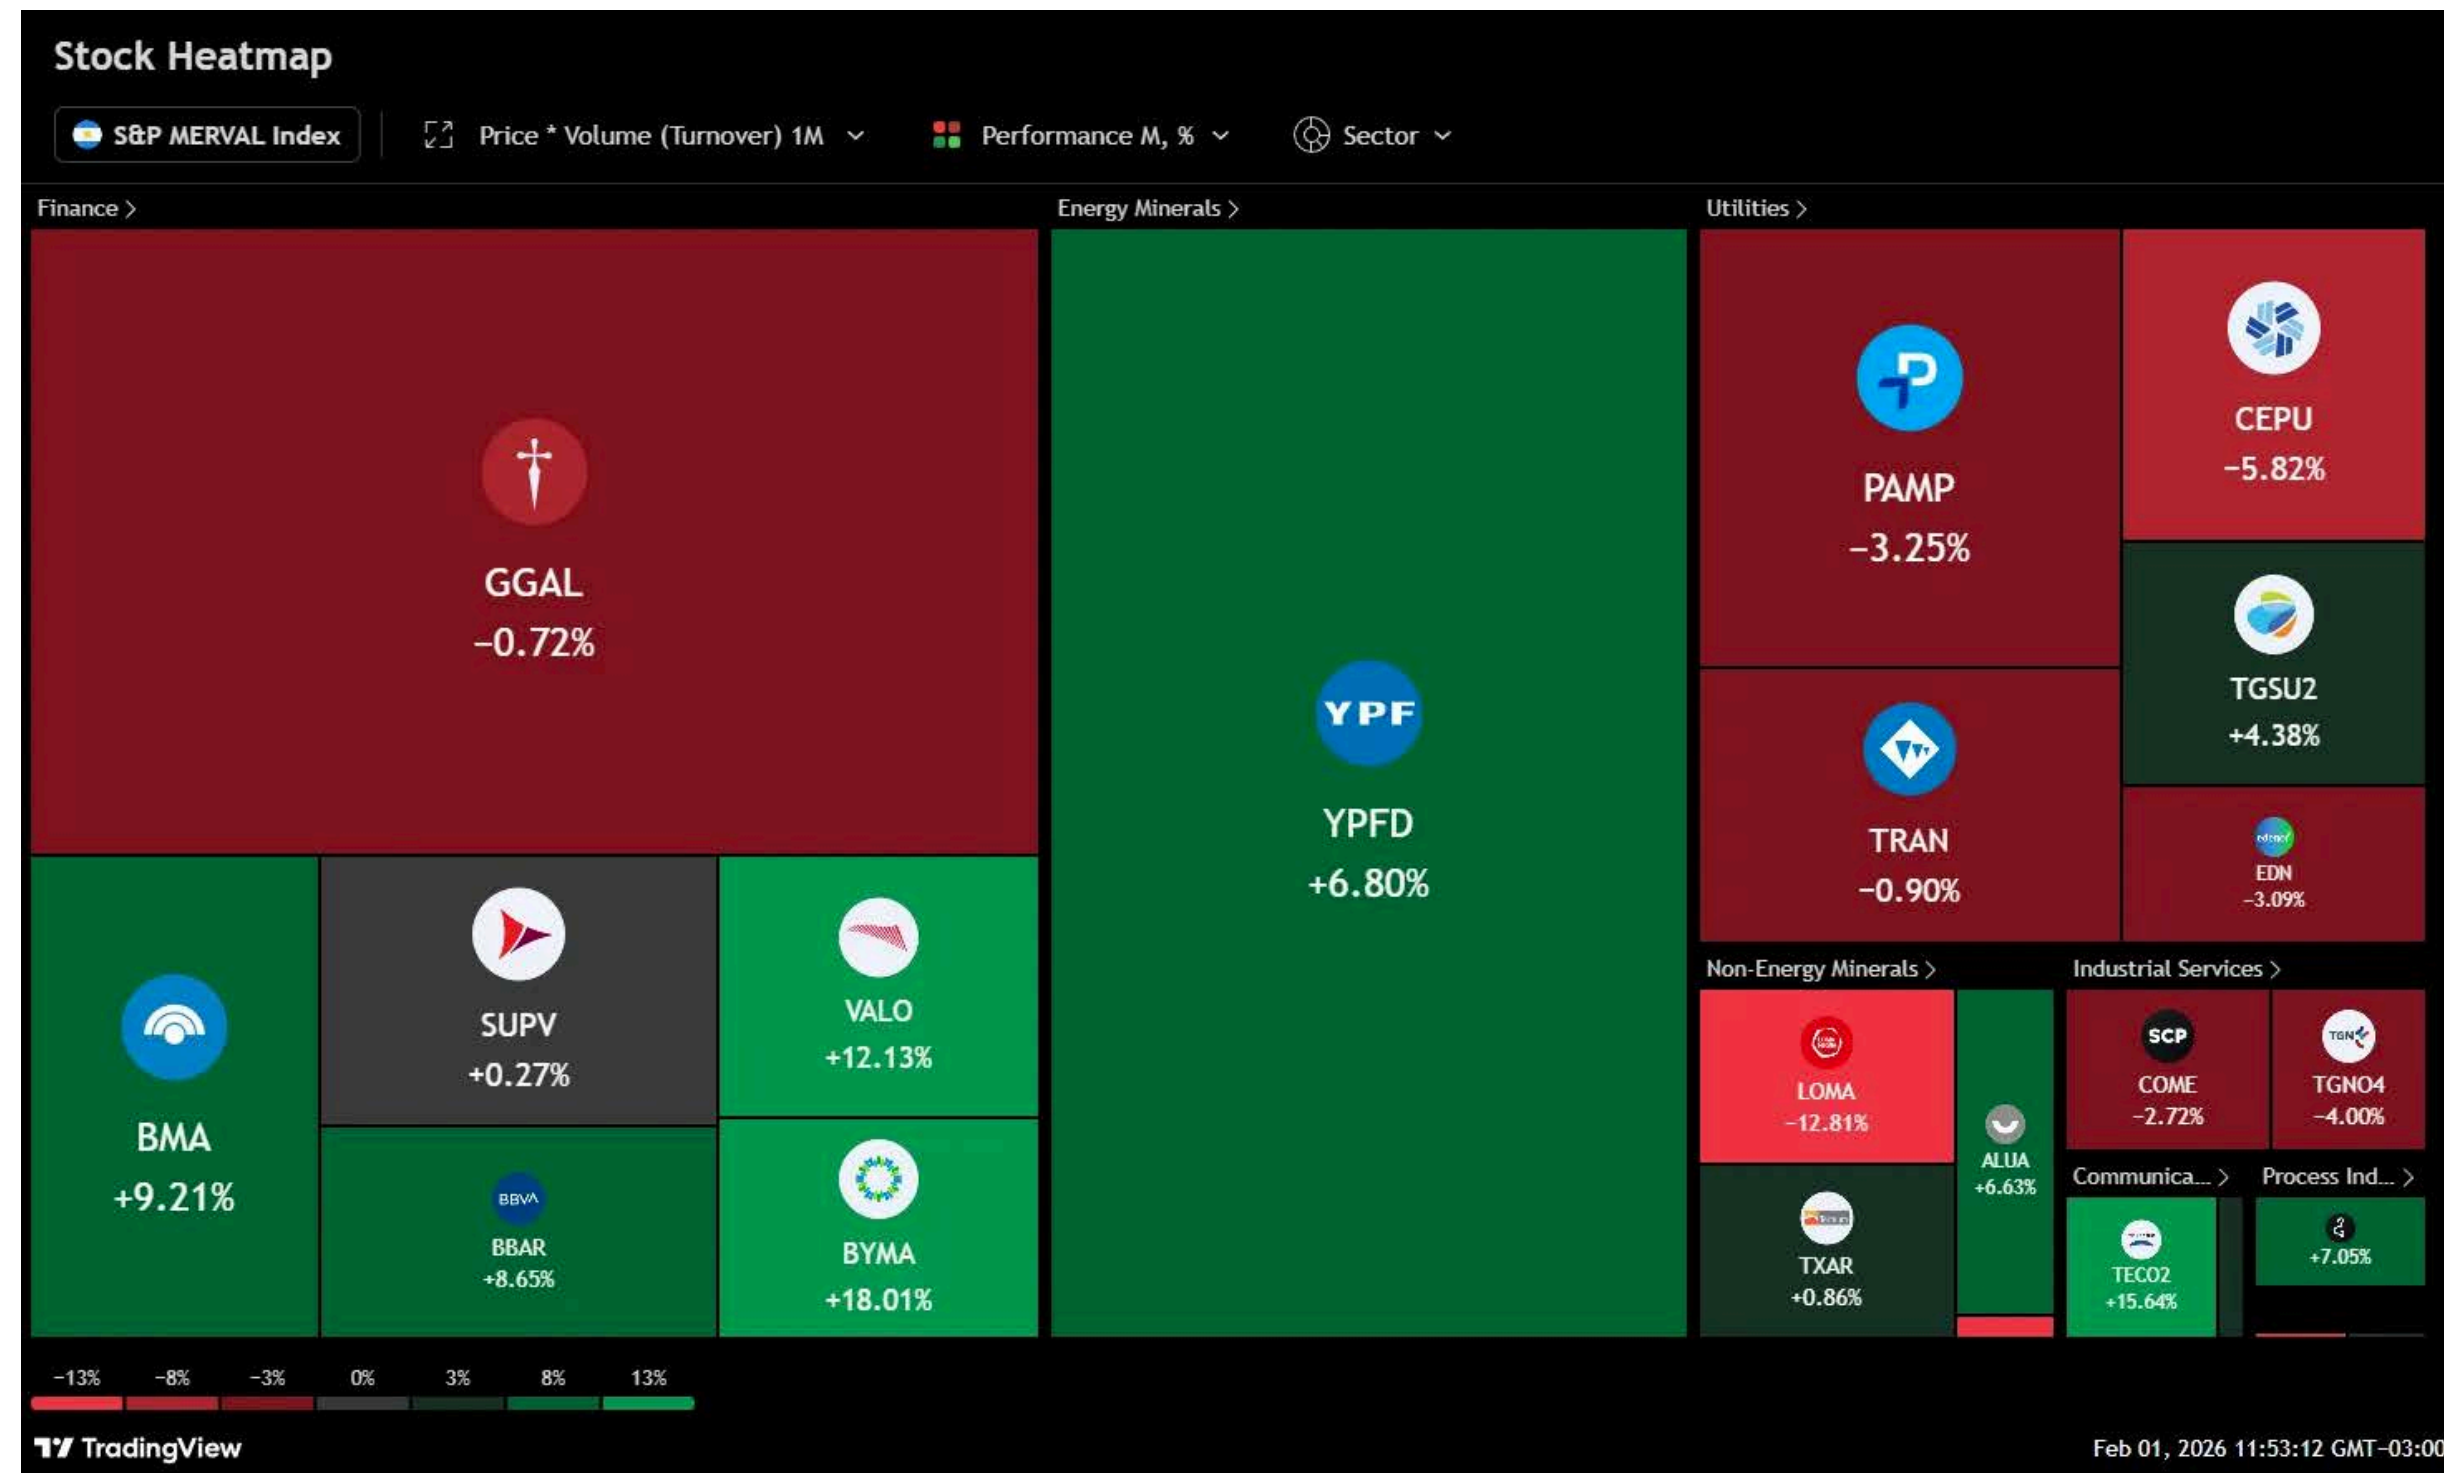 Stock Heatmap
S&P MERVAL Index
Price * Volume (Turnover) 1M
Performance M, %
Sector
Finance >
GGAL
−0.72%
BMA
+9.21%
SUPV
+0.27%
BBVA
BBAR
+8.65%
VALO
+12.13%
BYMA
+18.01%
Energy Minerals >
YPF
YPFD
+6.80%
Utilities >
PAMP
−3.25%
CEPU
−5.82%
TGSU2
+4.38%
TRAN
−0.90%
EDN
−3.09%
Non-Energy Minerals >
LOMA
−12.81%
TXAR
+0.86%
ALUA
+6.63%
Industrial Services >
SCP
COME
−2.72%
TGN
TGNO4
−4.00%
Communica... >
TECO2
+15.64%
Process Ind... >
+7.05%
−13% −8% −3% 0% 3% 8% 13%
TradingView
Feb 01, 2026 11:53:12 GMT−03:00